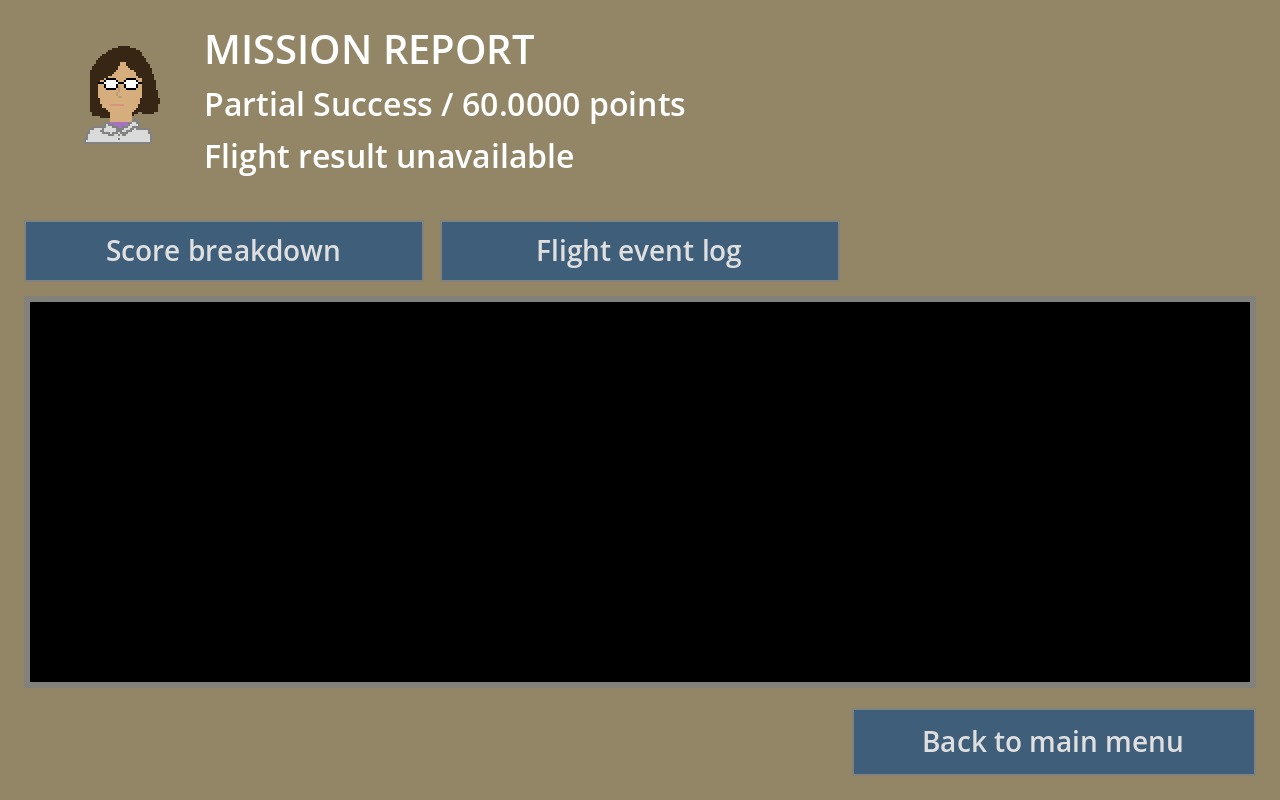 MISSION REPORT
Partial Success / 60.0000 points
Flight result unavailable
Score breakdown
Flight event log
Back to main menu